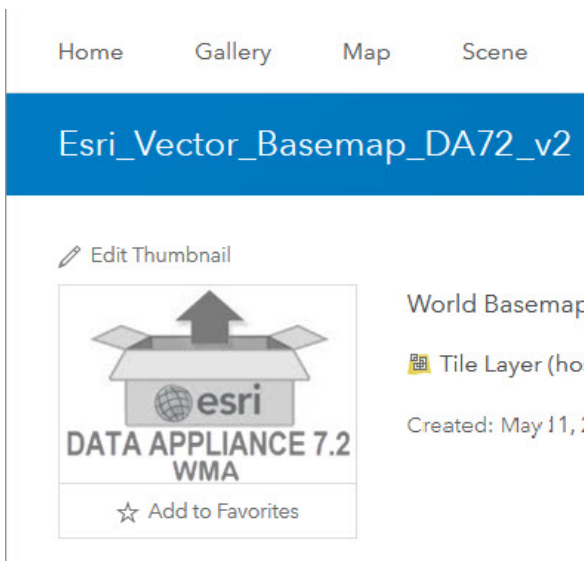 Home Gallery Map Scene
Esri_Vector_Basemap_DA72_v2
Edit Thumbnail
World Basemap
Tile Layer (ho
esri
Created: May 11, 2
DATA APPLIANCE 7.2
WMA
Add to Favorites